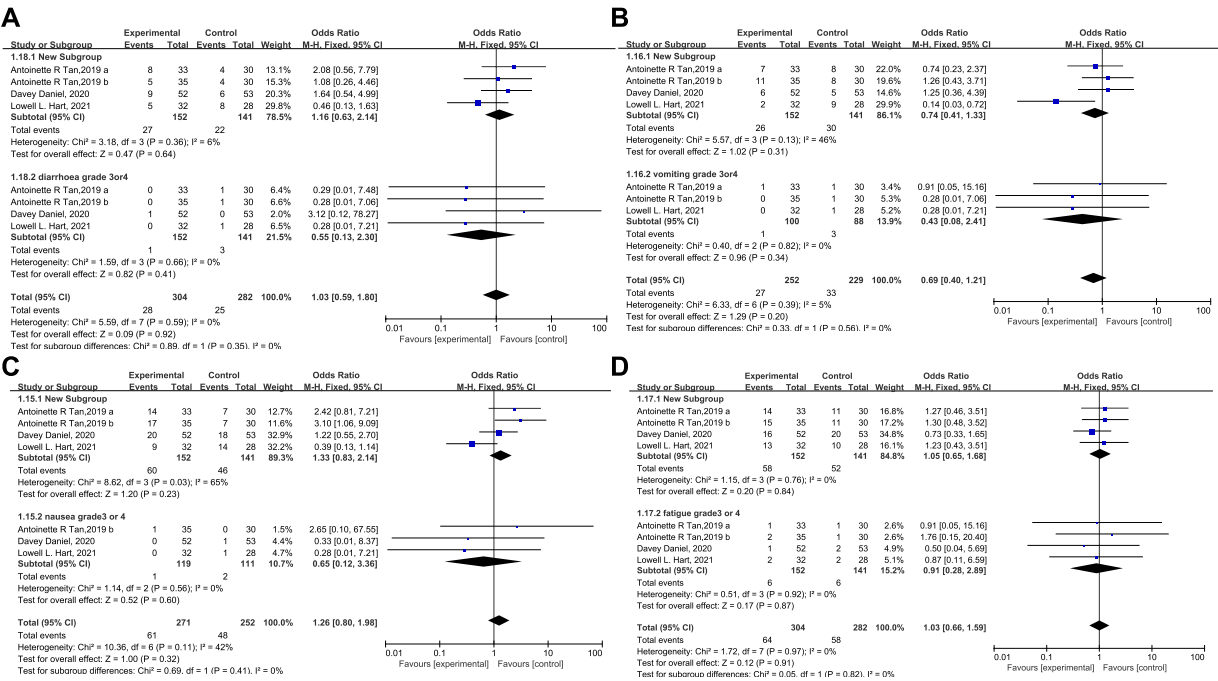 A
Experimental Control Odds Ratio Odds Ratio
Study or Subgroup Events Total Events Total Weight M-H, Fixed, 95% CI M-H, Fixed, 95% CI
1.18.1 New Subgroup
Antoinette R Tan,2019 a 8 33 4 30 13.1% 2.08 [0.56, 7.79]
Antoinette R Tan,2019 b 5 35 4 30 15.3% 1.08 [0.26, 4.46]
Davey Daniel, 2020 9 52 6 53 20.3% 1.64 [0.54, 4.99]
Lowell L. Hart, 2021 5 32 8 28 29.9% 0.46 [0.13, 1.63]
Subtotal (95% CI) 152 141 78.5% 1.16 [0.63, 2.14]
Total events 27 22
Heterogeneity: Chi² = 3.18, df = 3 (P = 0.36); I² = 6%
Test for overall effect: Z = 0.47 (P = 0.64)
1.18.2 diarrhoea grade 3or4
Antoinette R Tan,2019 a 0 33 1 30 6.4% 0.29 [0.01, 7.48]
Antoinette R Tan,2019 b 0 35 1 30 6.6% 0.28 [0.01, 7.06]
Davey Daniel, 2020 1 52 0 53 2.0% 3.12 [0.12, 78.27]
Lowell L. Hart, 2021 0 32 1 28 6.5% 0.28 [0.01, 7.21]
Subtotal (95% CI) 152 141 21.5% 0.55 [0.13, 2.30]
Total events 1 3
Heterogeneity: Chi² = 1.59, df = 3 (P = 0.66); I² = 0%
Test for overall effect: Z = 0.82 (P = 0.41)
Total (95% CI) 304 282 100.0% 1.03 [0.59, 1.80]
Total events 28 25
Heterogeneity: Chi² = 5.59, df = 7 (P = 0.59); I² = 0%
Test for overall effect: Z = 0.09 (P = 0.92)
Test for subgroup differences: Chi² = 0.89, df = 1 (P = 0.35), I² = 0%
0.01 0.1 1 10 100
Favours [experimental] Favours [control]
B
Experimental Control Odds Ratio Odds Ratio
Study or Subgroup Events Total Events Total Weight M-H, Fixed, 95% CI M-H, Fixed, 95% CI
1.16.1 New Subgroup
Antoinette R Tan,2019 a 7 33 8 30 22.0% 0.74 [0.23, 2.37]
Antoinette R Tan,2019 b 11 35 8 30 19.6% 1.26 [0.43, 3.71]
Davey Daniel, 2020 6 52 5 53 14.6% 1.25 [0.36, 4.39]
Lowell L. Hart, 2021 2 32 9 28 29.9% 0.14 [0.03, 0.72]
Subtotal (95% CI) 152 141 86.1% 0.74 [0.41, 1.33]
Total events 26 30
Heterogeneity: Chi² = 5.57, df = 3 (P = 0.13); I² = 46%
Test for overall effect: Z = 1.02 (P = 0.31)
1.16.2 vomiting grade 3or4
Antoinette R Tan,2019 a 1 33 1 30 3.4% 0.91 [0.05, 15.16]
Antoinette R Tan,2019 b 0 35 1 30 5.3% 0.28 [0.01, 7.06]
Lowell L. Hart, 2021 0 32 1 28 5.2% 0.28 [0.01, 7.21]
Subtotal (95% CI) 100 88 13.9% 0.43 [0.08, 2.41]
Total events 1 3
Heterogeneity: Chi² = 0.40, df = 2 (P = 0.82); I² = 0%
Test for overall effect: Z = 0.96 (P = 0.34)
Total (95% CI) 252 229 100.0% 0.69 [0.40, 1.21]
Total events 27 33
Heterogeneity: Chi² = 6.33, df = 6 (P = 0.39); I² = 5%
Test for overall effect: Z = 1.29 (P = 0.20)
Test for subgroup differences: Chi² = 0.33, df = 1 (P = 0.56), I² = 0%
0.01 0.1 1 10 100
Favours [experimental] Favours [control]
C
Experimental Control Odds Ratio Odds Ratio
Study or Subgroup Events Total Events Total Weight M-H, Fixed, 95% CI M-H, Fixed, 95% CI
1.15.1 New Subgroup
Antoinette R Tan,2019 a 14 33 7 30 12.7% 2.42 [0.81, 7.21]
Antoinette R Tan,2019 b 17 35 7 30 11.6% 3.10 [1.06, 9.09]
Davey Daniel, 2020 20 52 18 53 32.9% 1.22 [0.55, 2.70]
Lowell L. Hart, 2021 9 32 14 28 32.2% 0.39 [0.13, 1.14]
Subtotal (95% CI) 152 141 89.3% 1.33 [0.83, 2.14]
Total events 60 46
Heterogeneity: Chi² = 8.62, df = 3 (P = 0.03); I² = 65%
Test for overall effect: Z = 1.20 (P = 0.23)
1.15.2 nausea grade3 or 4
Antoinette R Tan,2019 b 1 35 0 30 1.5% 2.65 [0.10, 67.55]
Davey Daniel, 2020 0 52 1 53 4.4% 0.33 [0.01, 8.37]
Lowell L. Hart, 2021 0 32 1 28 4.7% 0.28 [0.01, 7.21]
Subtotal (95% CI) 119 111 10.7% 0.65 [0.12, 3.36]
Total events 1 2
Heterogeneity: Chi² = 1.14, df = 2 (P = 0.56); I² = 0%
Test for overall effect: Z = 0.52 (P = 0.60)
Total (95% CI) 271 252 100.0% 1.26 [0.80, 1.98]
Total events 61 48
Heterogeneity: Chi² = 10.36, df = 6 (P = 0.11); I² = 42%
Test for overall effect: Z = 1.00 (P = 0.32)
Test for subgroup differences: Chi² = 0.69, df = 1 (P = 0.41), I² = 0%
0.01 0.1 1 10 100
Favours [experimental] Favours [control]
D
Experimental Control Odds Ratio Odds Ratio
Study or Subgroup Events Total Events Total Weight M-H, Fixed, 95% CI M-H, Fixed, 95% CI
1.17.1 New Subgroup
Antoinette R Tan,2019 a 14 33 11 30 16.8% 1.27 [0.46, 3.51]
Antoinette R Tan,2019 b 15 35 11 30 17.2% 1.30 [0.48, 3.52]
Davey Daniel, 2020 16 52 20 53 34.8% 0.73 [0.33, 1.65]
Lowell L. Hart, 2021 13 32 10 28 16.1% 1.23 [0.43, 3.51]
Subtotal (95% CI) 152 141 84.8% 1.05 [0.65, 1.68]
Total events 58 52
Heterogeneity: Chi² = 1.15, df = 3 (P = 0.76); I² = 0%
Test for overall effect: Z = 0.20 (P = 0.84)
1.17.2 fatigue grade3 or 4
Antoinette R Tan,2019 a 1 33 1 30 2.6% 0.91 [0.05, 15.16]
Antoinette R Tan,2019 b 2 35 1 30 2.6% 1.76 [0.15, 20.40]
Davey Daniel, 2020 1 52 2 53 5.0% 0.50 [0.04, 5.69]
Lowell L. Hart, 2021 2 32 2 28 5.1% 0.87 [0.11, 6.59]
Subtotal (95% CI) 152 141 15.2% 0.91 [0.28, 2.89]
Total events 6 6
Heterogeneity: Chi² = 0.51, df = 3 (P = 0.92); I² = 0%
Test for overall effect: Z = 0.17 (P = 0.87)
Total (95% CI) 304 282 100.0% 1.03 [0.66, 1.59]
Total events 64 58
Heterogeneity: Chi² = 1.72, df = 7 (P = 0.97); I² = 0%
Test for overall effect: Z = 0.12 (P = 0.91)
Test for subgroup differences: Chi² = 0.05, df = 1 (P = 0.82), I² = 0%
0.01 0.1 1 10 100
Favours [experimental] Favours [control]